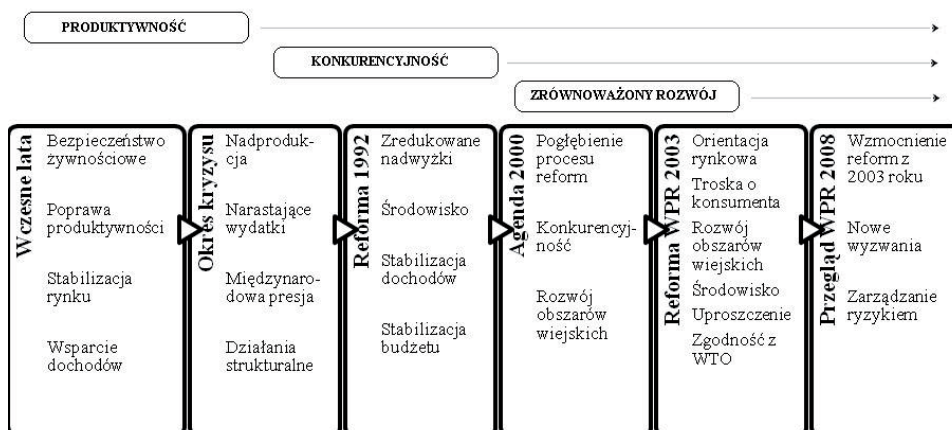 PRODUKTYWNOŚĆ
KONKURENCYJNOŚĆ
ZRÓWNOWAŻONY ROZWÓJ
Wczesne lata
Bezpieczeństwo
żywnościowe
Poprawa
produktywności
Stabilizacja
rynku
Wsparcie
dochodów
Okres kryzysu
Nadproduk-
cja
Narastające
wydatki
Międzynaro-
dowa presja
Działania
strukturalne
Reforma 1992
Zredukowane
nadwyżki
Środowisko
Stabilizacja
dochodów
Stabilizacja
budżetu
Agenda 2000
Pogłębienie
procesu
reform
Konkurencyj-
ność
Rozwój
obszarów
wiejskich
Reforma WPR 2003
Orientacja
rynkowa
Troska o
konsumenta
Rozwój
obszarów
wiejskich
Środowisko
Uproszczenie
Zgodność z
WTO
Przegląd WPR 2008
Wzmocnienie
reform z
2003 roku
Nowe
wyzwania
Zarządzanie
ryzykiem